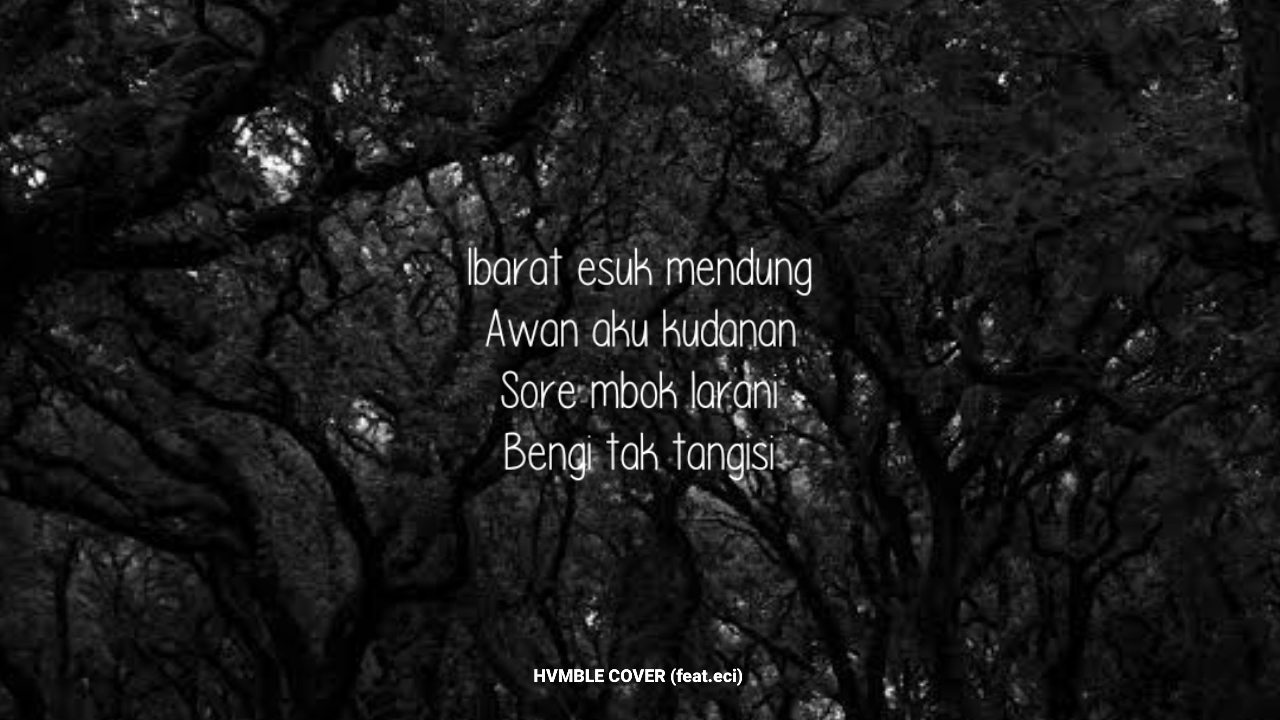 Ibarat esuk mendung
Awan aku kudanan
Sore mbok larani
Bengi tak tangisi
HVMBLE COVER (feat.eci)